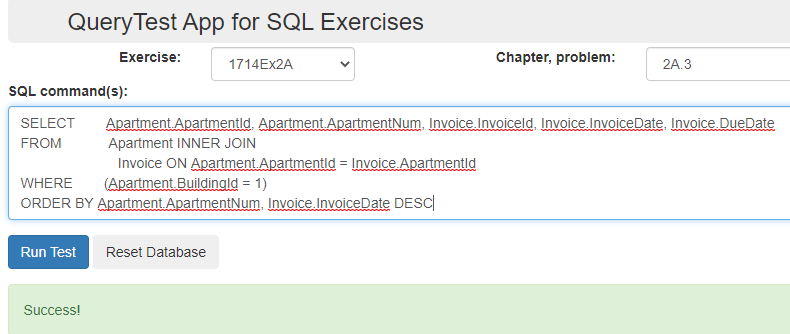 QueryTest App for SQL Exercises
Exercise: 1714Ex2A Chapter, problem: 2A.3
SQL command(s):
SELECT Apartment.ApartmentId, Apartment.ApartmentNum, Invoice.InvoiceId, Invoice.InvoiceDate, Invoice.DueDate
FROM Apartment INNER JOIN
Invoice ON Apartment.ApartmentId = Invoice.ApartmentId
WHERE (Apartment.BuildingId = 1)
ORDER BY Apartment.ApartmentNum, Invoice.InvoiceDate DESC
Run Test Reset Database
Success!